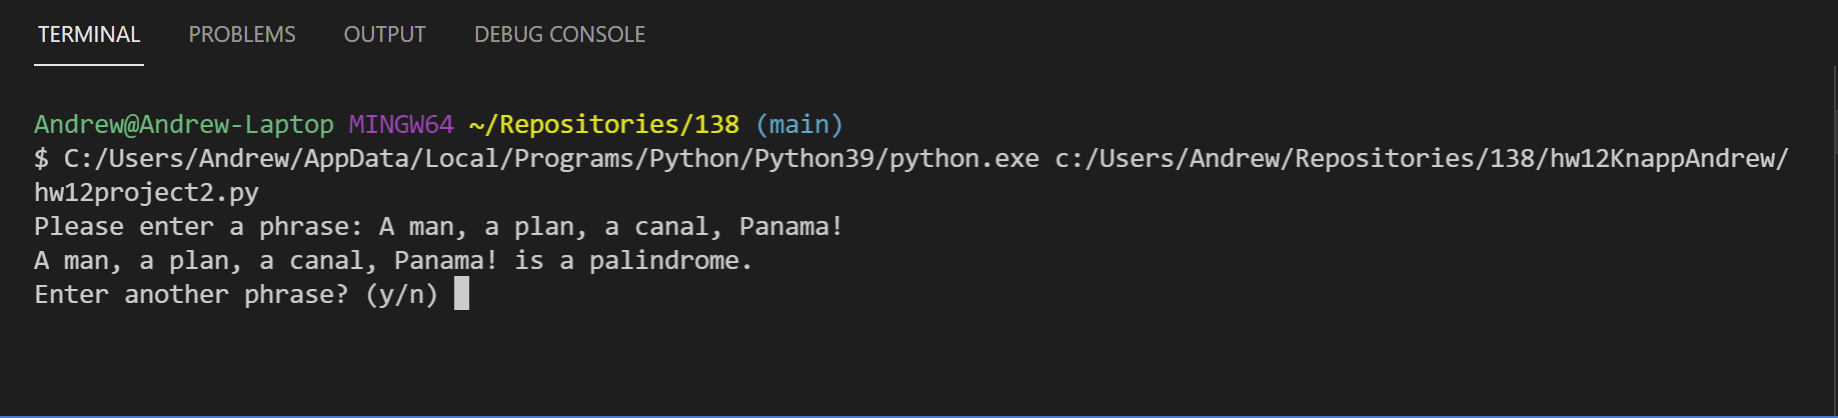 TERMINAL PROBLEMS OUTPUT DEBUG CONSOLE
Andrew@Andrew-Laptop MINGW64 ~/Repositories/138 (main)
$ C:/Users/Andrew/AppData/Local/Programs/Python/Python39/python.exe c:/Users/Andrew/Repositories/138/hw12KnappAndrew/
hw12project2.py
Please enter a phrase: A man, a plan, a canal, Panama!
A man, a plan, a canal, Panama! is a palindrome.
Enter another phrase? (y/n)